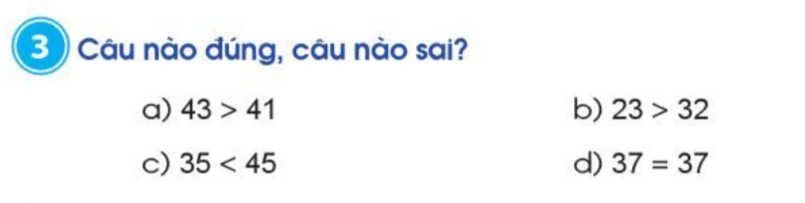 3 Câu nào đúng, câu nào sai?
a) 43 > 41 b) 23 > 32
c) 35 < 45 d) 37 = 37